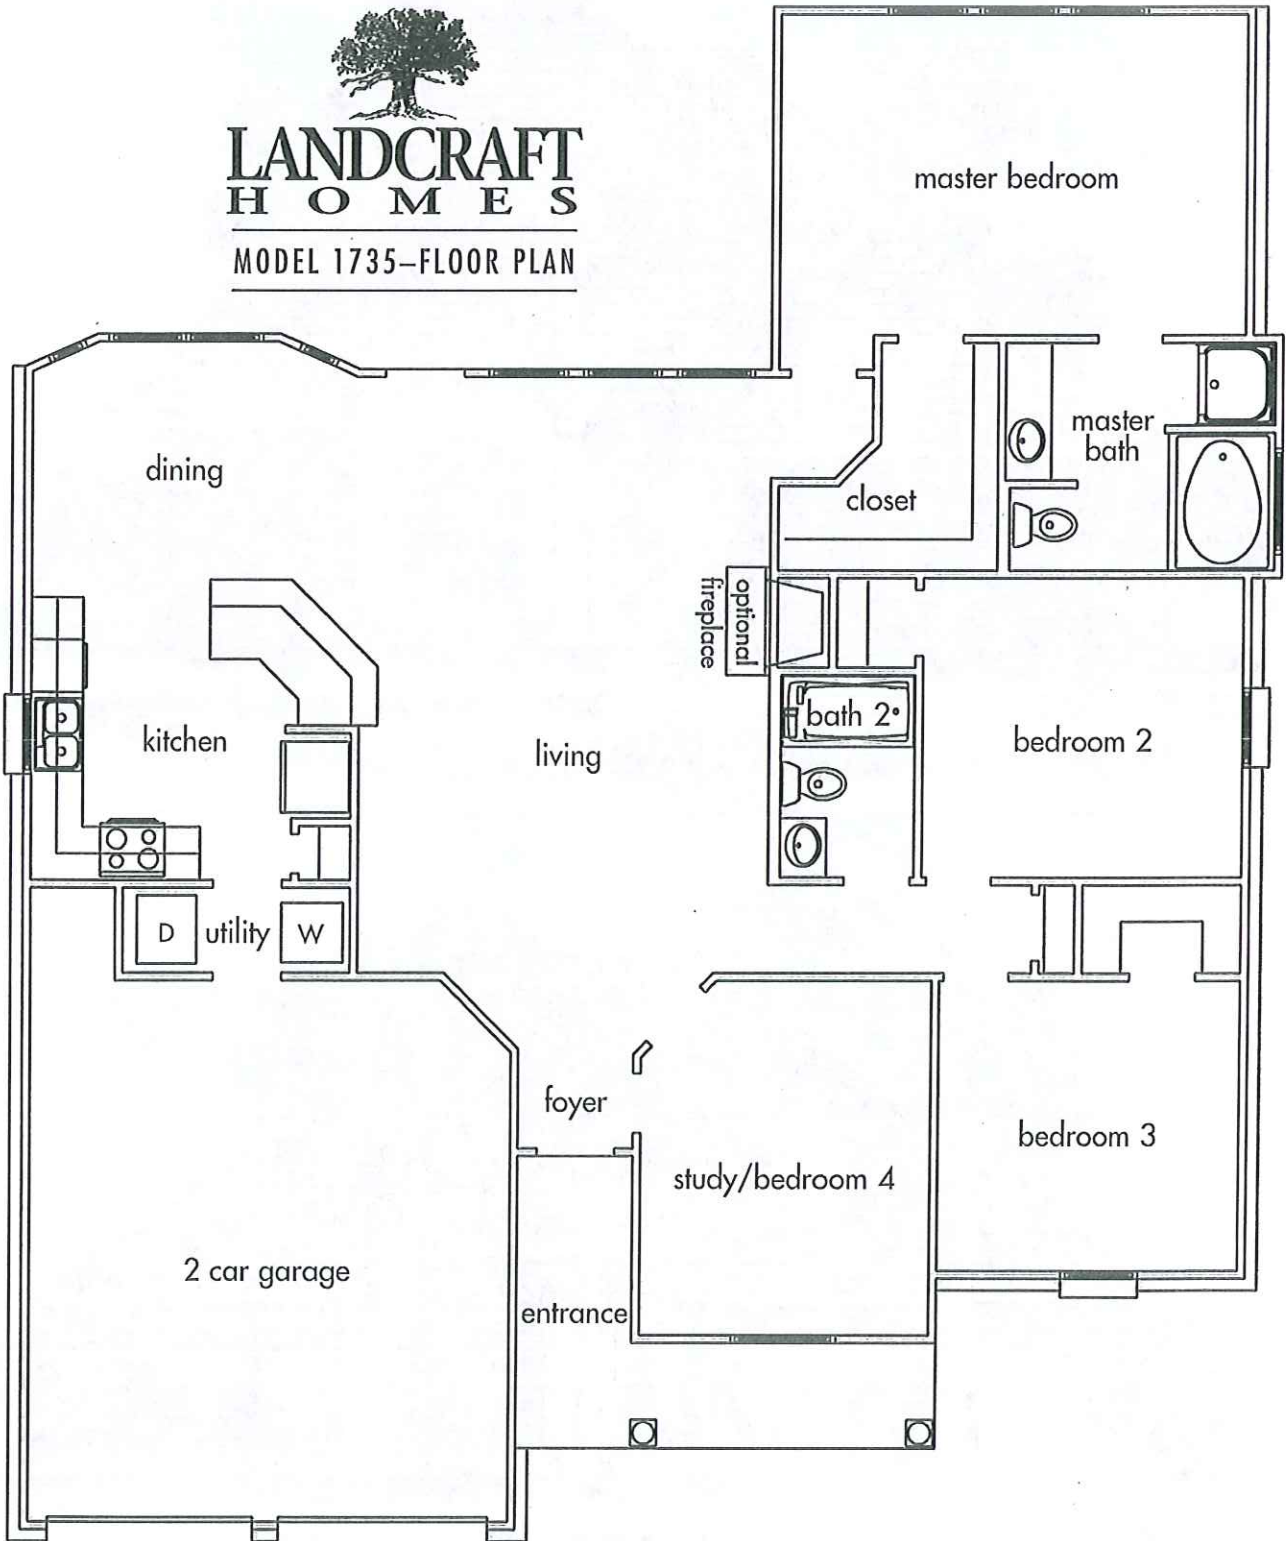 LANDCRAFT
HOMES
MODEL 1735–FLOOR PLAN
master bedroom
master
bath
dining
closet
optional
fireplace
bath 2
kitchen
living
bedroom 2
D
utility
W
foyer
bedroom 3
study/bedroom 4
2 car garage
entrance